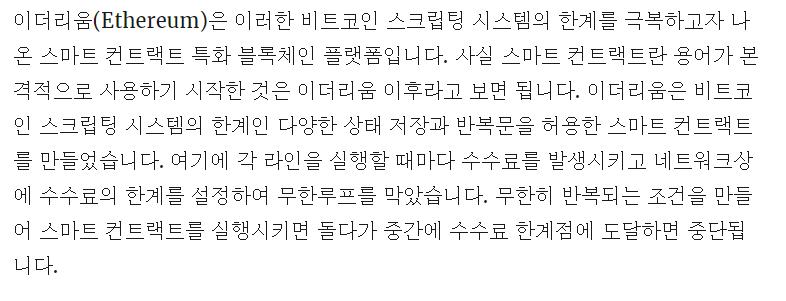 이더리움(Ethereum)은 이러한 비트코인 스크립팅 시스템의 한계를 극복하고자 나
온 스마트 컨트랙트 특화 블록체인 플랫폼입니다. 사실 스마트 컨트랙트란 용어가 본
격적으로 사용하기 시작한 것은 이더리움 이후라고 보면 됩니다. 이더리움은 비트코
인 스크립팅 시스템의 한계인 다양한 상태 저장과 반복문을 허용한 스마트 컨트랙트
를 만들었습니다. 여기에 각 라인을 실행할 때마다 수수료를 발생시키고 네트워크상
에 수수료의 한계를 설정하여 무한루프를 막았습니다. 무한히 반복되는 조건을 만들
어 스마트 컨트랙트를 실행시키면 돌다가 중간에 수수료 한계점에 도달하면 중단됩
니다.